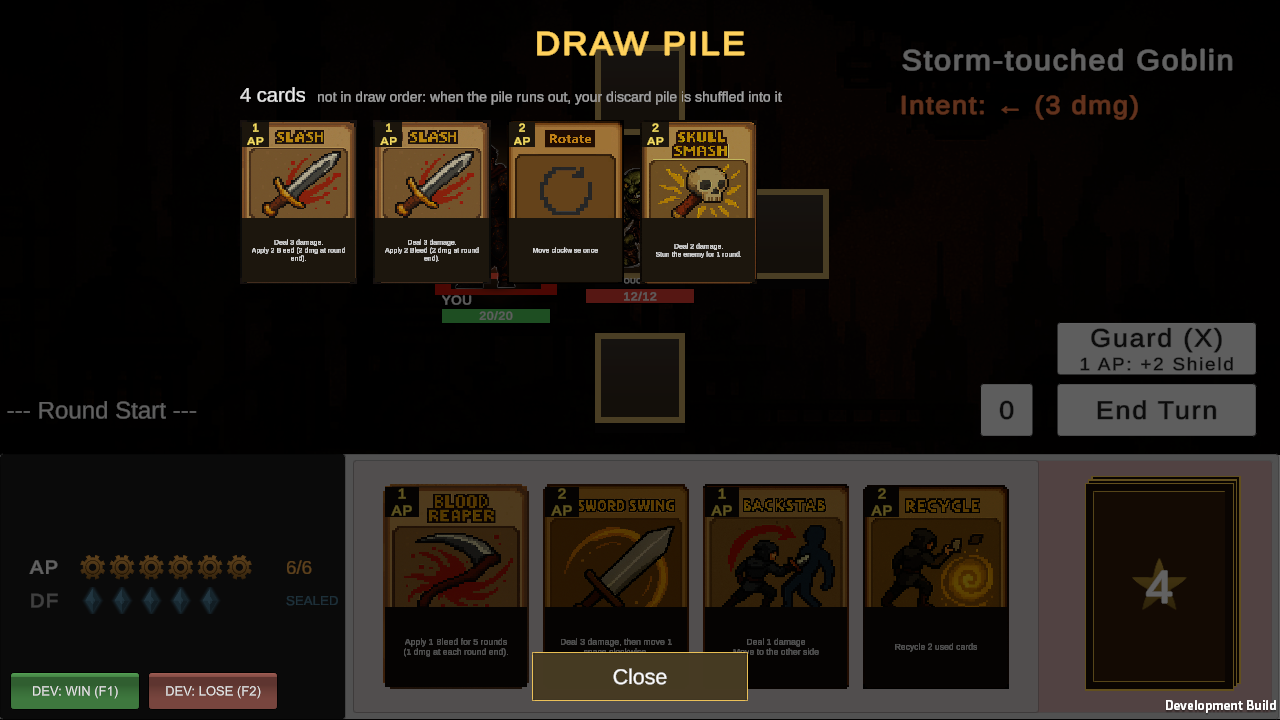 DRAW PILE
Storm-touched Goblin
Intent: ← (3 dmg)
4 cards not in draw order: when the pile runs out, your discard pile is shuffled into it
1 AP
SLASH
Deal 3 damage.
Apply 2 Bleed (2 dmg at round
end).
1 AP
SLASH
Deal 3 damage.
Apply 2 Bleed (2 dmg at round
end).
2 AP
Rotate
Move clockwise once
2 AP
SKULL
SMASH
Deal 2 damage.
Stun the enemy for 1 round.
YOU
20/20
12/12
Guard (X)
1 AP: +2 Shield
--- Round Start ---
0
End Turn
AP 6/6
DF SEALED
DEV: WIN (F1)
DEV: LOSE (F2)
1 AP
BLOOD
REAPER
Apply 1 Bleed for 5 rounds
(1 dmg at each round end).
2 AP
SWORD SWING
Deal 3 damage, then move 1
1 AP
BACKSTAB
Deal 1 damage
to the other side
2 AP
RECYCLE
Recycle 2 used cards
4
Close
Development Build